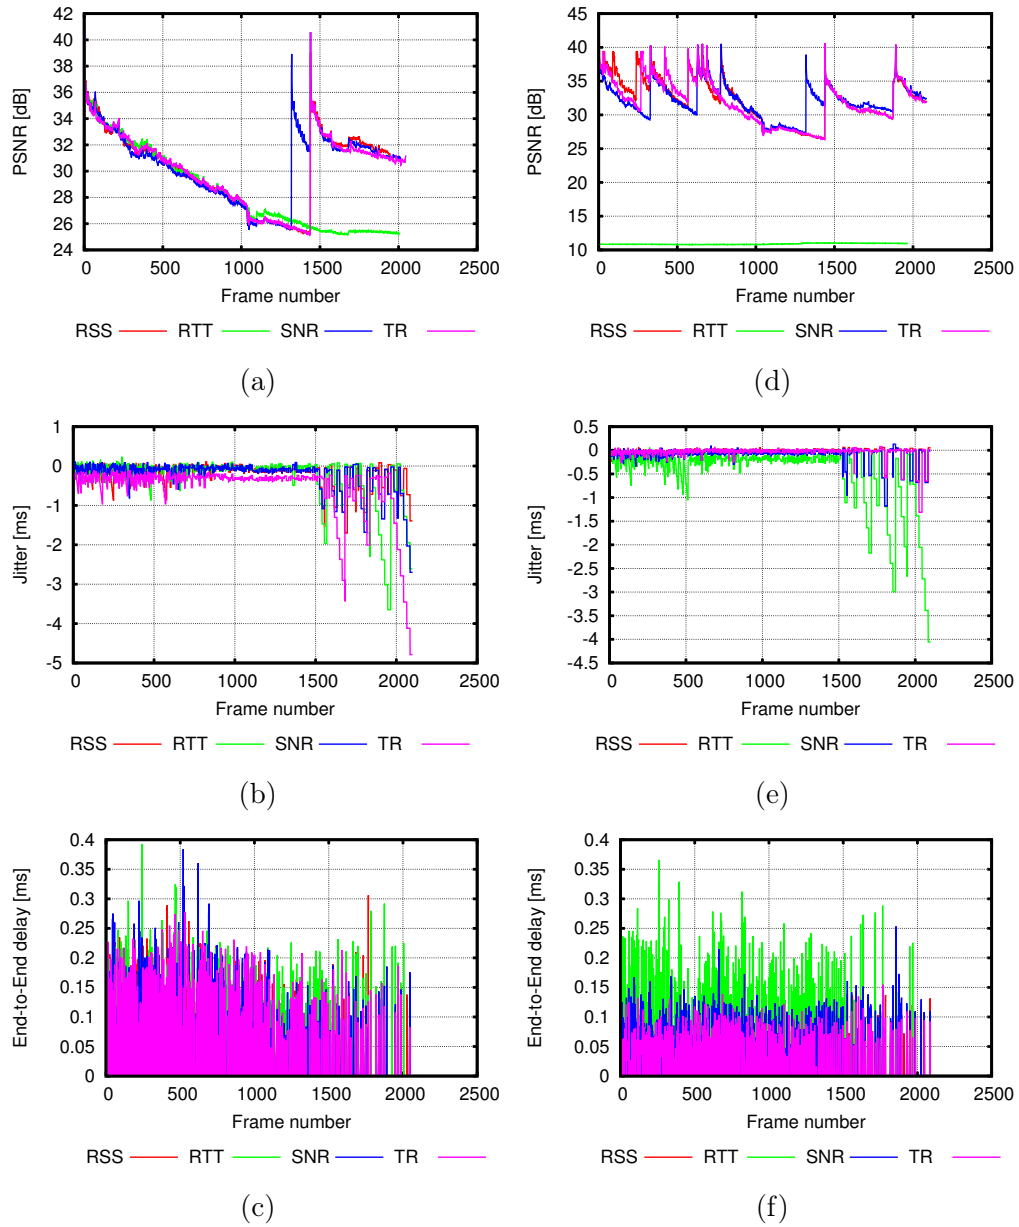 42
40
38
36
34
32
30
28
26
24
PSNR [dB]
0 500 1000 1500 2000 2500
Frame number
RSS RTT SNR TR
(a)
45
40
35
30
25
20
15
10
PSNR [dB]
0 500 1000 1500 2000 2500
Frame number
RSS RTT SNR TR
(d)
1
0
-1
-2
-3
-4
-5
Jitter [ms]
0 500 1000 1500 2000 2500
Frame number
RSS RTT SNR TR
(b)
0.5
0
-0.5
-1
-1.5
-2
-2.5
-3
-3.5
-4
-4.5
Jitter [ms]
0 500 1000 1500 2000 2500
Frame number
RSS RTT SNR TR
(e)
0.4
0.35
0.3
0.25
0.2
0.15
0.1
0.05
0
End-to-End delay [ms]
0 500 1000 1500 2000 2500
Frame number
RSS RTT SNR TR
(c)
0.4
0.35
0.3
0.25
0.2
0.15
0.1
0.05
0
End-to-End delay [ms]
0 500 1000 1500 2000 2500
Frame number
RSS RTT SNR TR
(f)